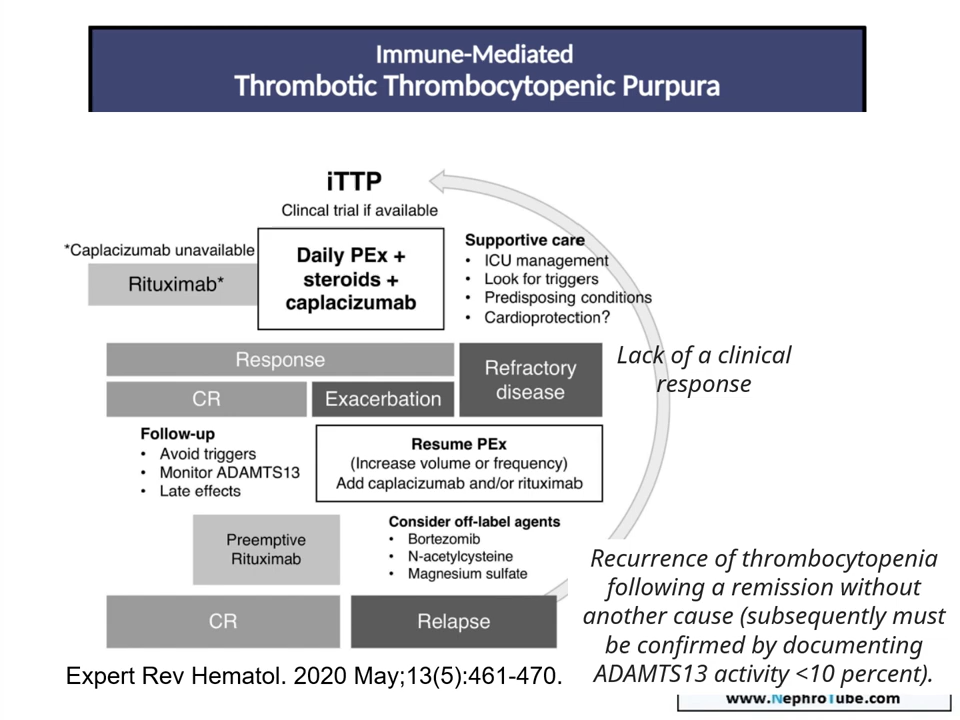 Immune-Mediated
Thrombotic Thrombocytopenic Purpura
iTTP
Clincal trial if available
*Caplacizumab unavailable
Rituximab*
Daily PEx +
steroids +
caplacizumab
Supportive care
• ICU management
• Look for triggers
• Predisposing conditions
• Cardioprotection?
Response
Refractory
disease
Lack of a clinical
response
CR
Exacerbation
Follow-up
• Avoid triggers
• Monitor ADAMTS13
• Late effects
Resume PEx
(Increase volume or frequency)
Add caplacizumab and/or rituximab
Preemptive
Rituximab
Consider off-label agents
• Bortezomib
• N-acetylcysteine
• Magnesium sulfate
Recurrence of thrombocytopenia
following a remission without
another cause (subsequently must
be confirmed by documenting
ADAMTS13 activity <10 percent).
CR
Relapse
Expert Rev Hematol. 2020 May;13(5):461-470.
www.NephroTube.com